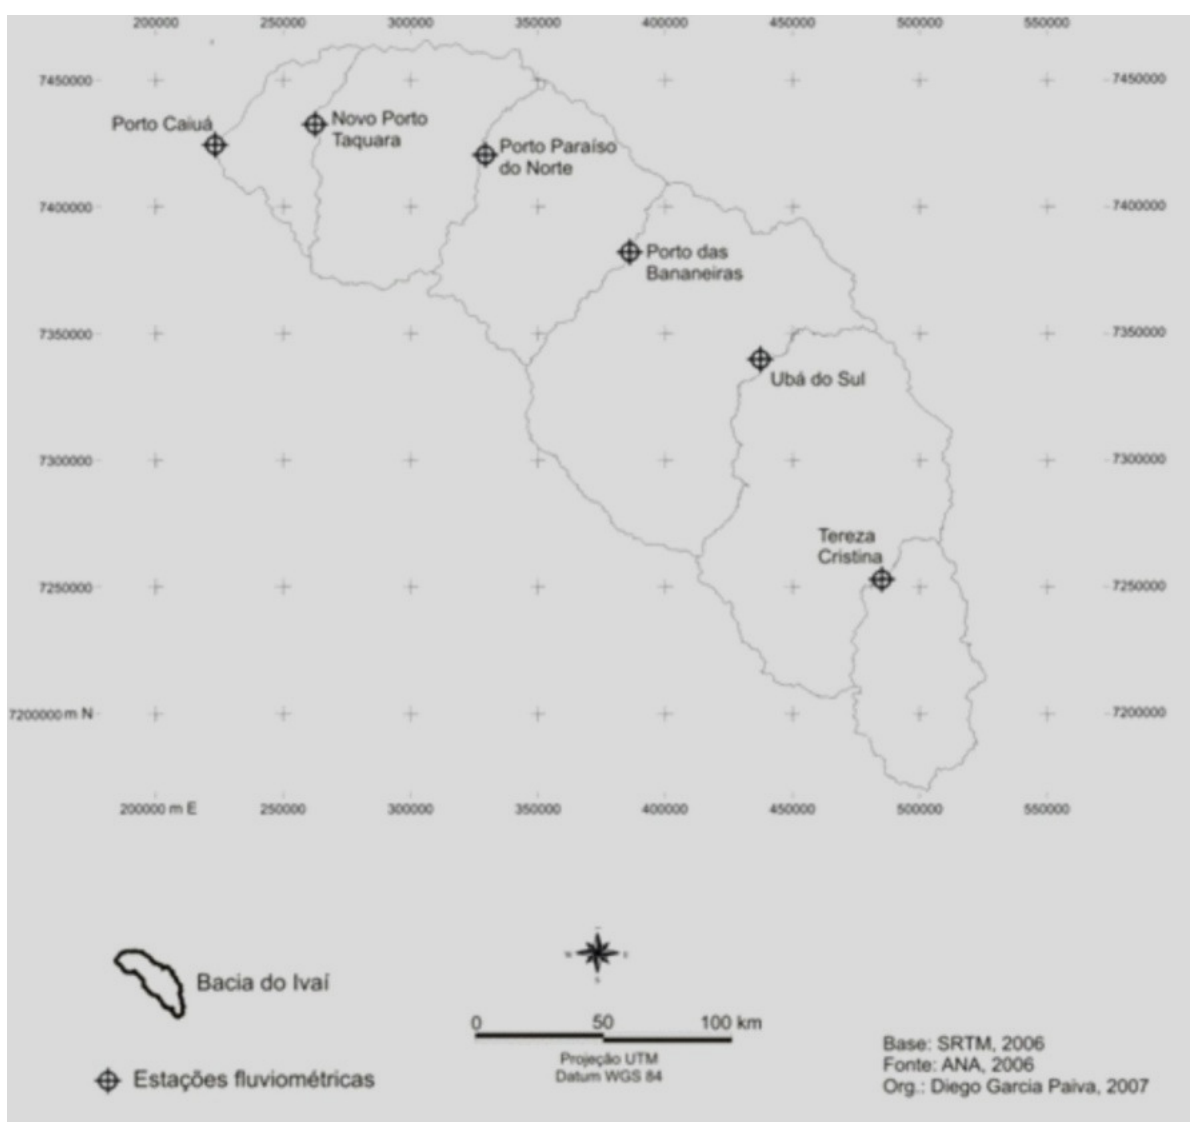 200000 250000 300000 350000 400000 450000 500000 550000
7450000 7450000
Porto Caiuá
Novo Porto
Taquara
Porto Paraíso
do Norte
7400000 7400000
Porto das
Bananeiras
7350000 7350000
Ubá do Sul
7300000 7300000
Tereza
Cristina
7250000 7250000
7200000 m N 7200000
200000 m E 250000 300000 350000 400000 450000 500000 550000
Bacia do Ivaí
0 50 100 km
Projeção UTM
Datum WGS 84
Estações fluviométricas
Base: SRTM, 2006
Fonte: ANA, 2006
Org.: Diego Garcia Paiva, 2007